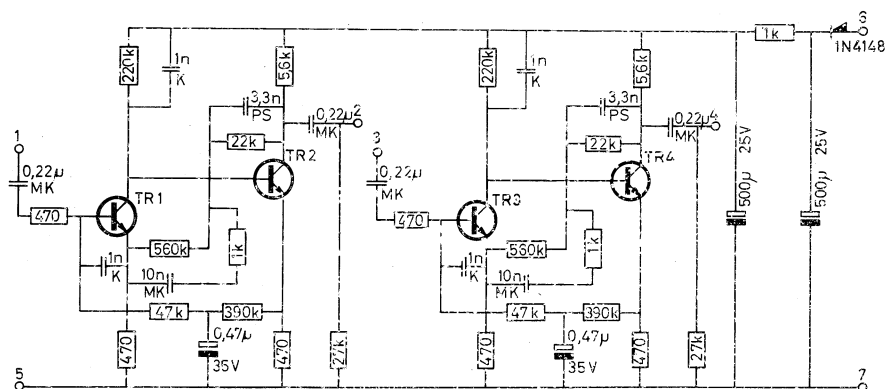 6
1k
1N4148
220k
1n
K
5,6k
220k
1n
K
5,6k
3,3n
PS
0,22µ
2
MK
3,3n
PS
0,22µ
4
MK
1
0,22µ
MK
22k
TR2
3
0,22µ
MK
22k
TR4
500µ 25V
500µ 25V
470
TR1
470
TR3
560k
1k
560k
1k
1n
K
10n
MK
1n
K
10n
MK
47k
390k
47k
390k
470
0,47µ
35V
470
27k
470
0,47µ
35V
470
27k
5
7